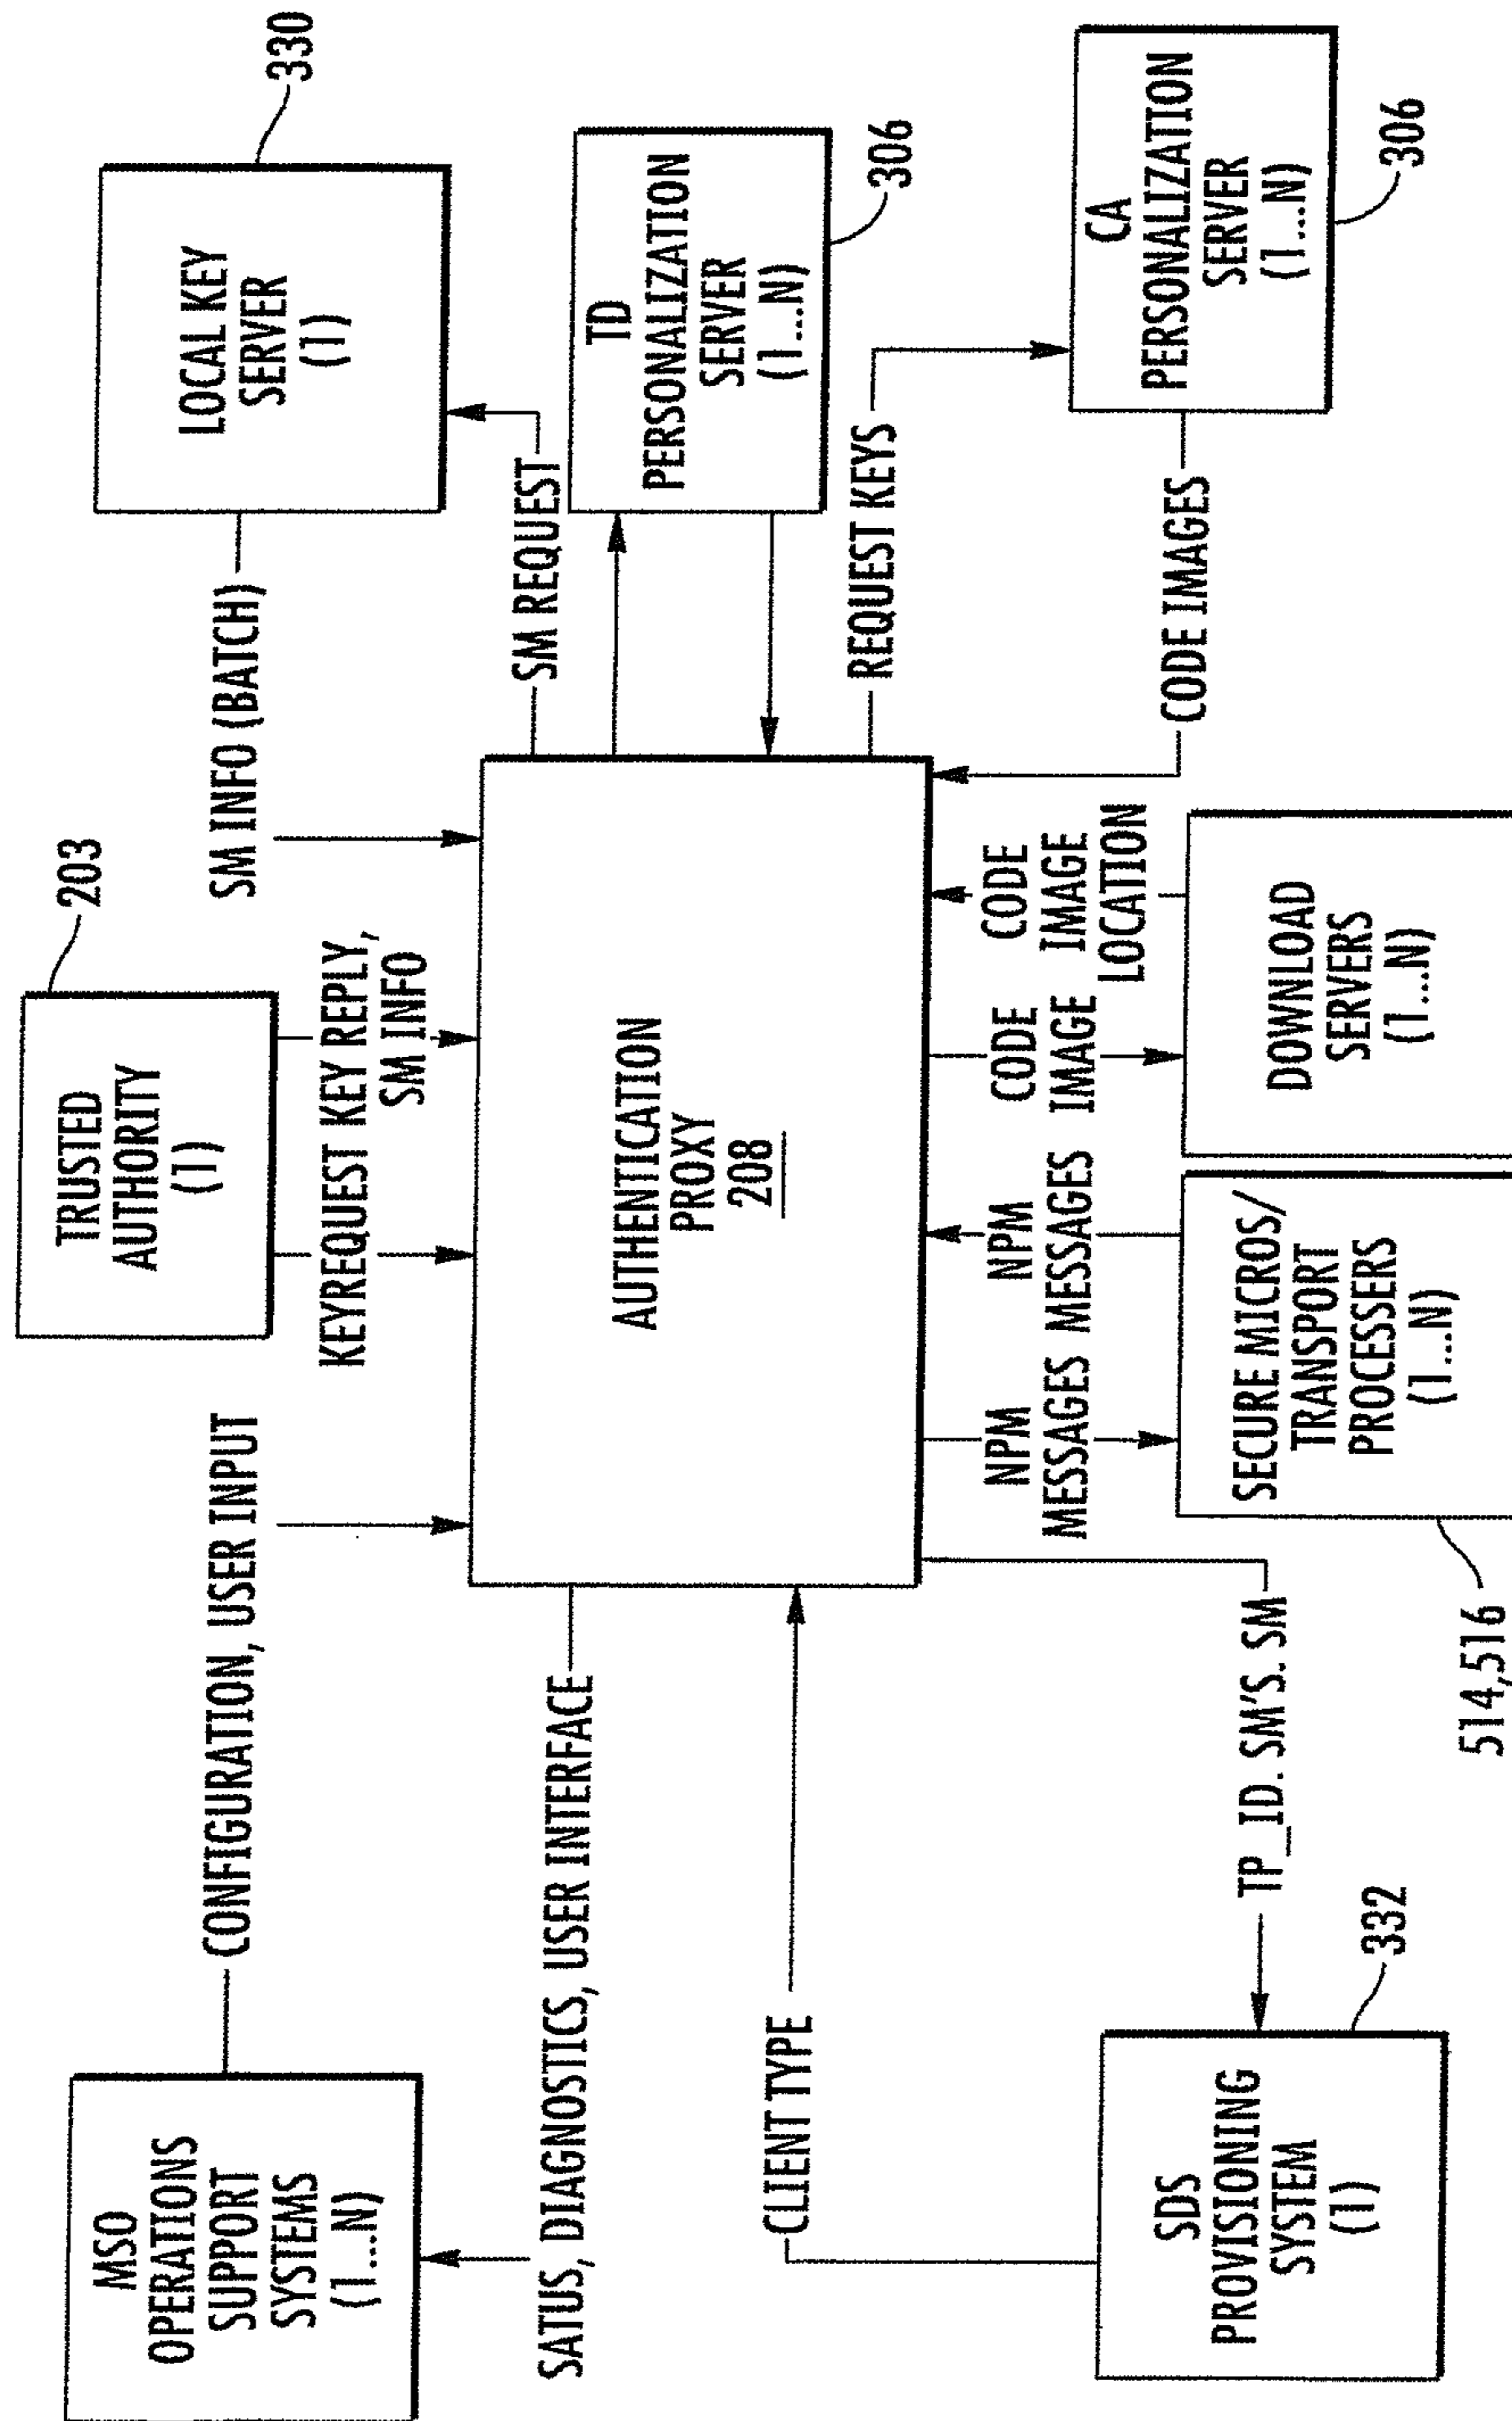 MSO
OPERATIONS
SUPPORT
SYSTEMS
(1...N)
CONFIGURATION, USER INPUT
SATUS, DIAGNOSTICS, USER INTERFACE
TRUSTED
AUTHORITY
(1)
203
KEYREQUEST KEY REPLY,
SM INFO
SM INFO (BATCH)
LOCAL KEY
SERVER
(1)
330
SM REQUEST
TD
PERSONALIZATION
SERVER
(1...N)
306
REQUEST KEYS
AUTHENTICATION
PROXY
208
CLIENT TYPE
SDS
PROVISIONING
SYSTEM
(1)
332
TP_ID. SM'S. SM
NPM
MESSAGES
NPM
MESSAGES
SECURE MICROS/
TRANSPORT
PROCESSERS
(1...N)
514,516
CODE
IMAGE
CODE
IMAGE
LOCATION
DOWNLOAD
SERVERS
(1...N)
CODE IMAGES
CA
PERSONALIZATION
SERVER
(1...N)
306